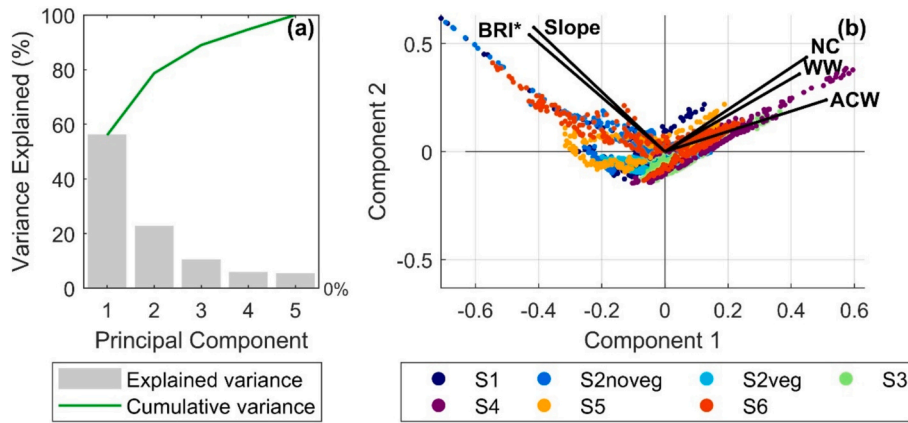 (a)
Variance Explained (%)
100
80
60
40
20
0
0%
1 2 3 4 5
Principal Component
Explained variance
Cumulative variance
(b)
BRI*
Slope
NC
WW
ACW
Component 2
0.5
0
-0.5
-0.6 -0.4 -0.2 0 0.2 0.4 0.6
Component 1
S1 S2noveg S2veg S3
S4 S5 S6